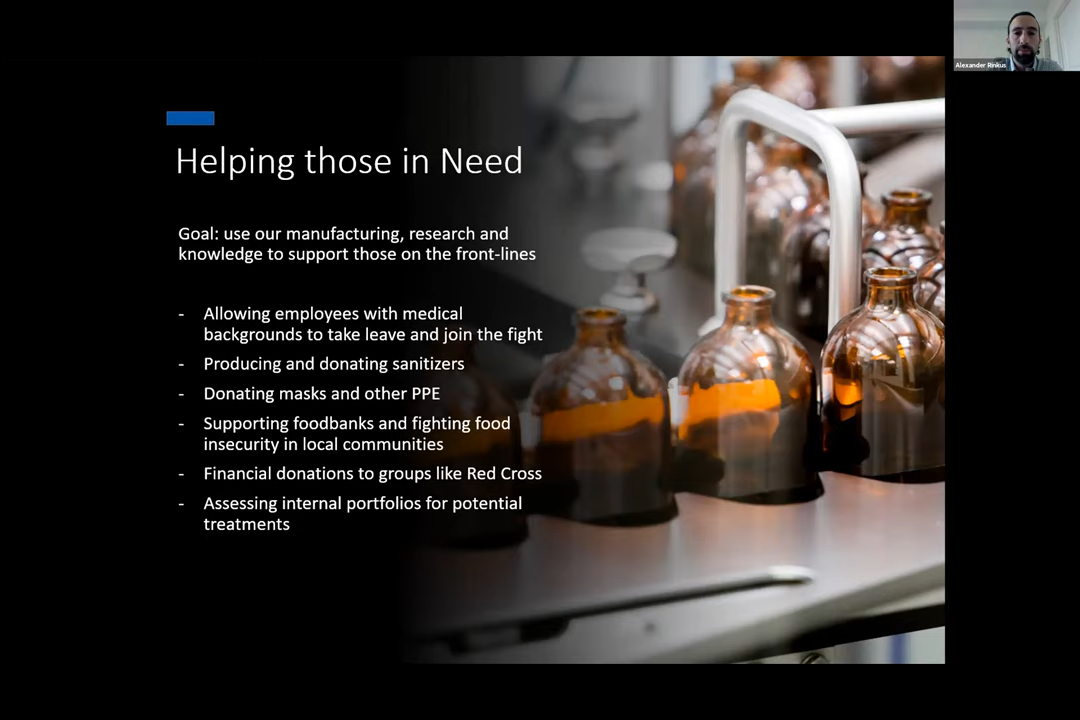 Alexander Rinkus
Helping those in Need
Goal: use our manufacturing, research and
knowledge to support those on the front-lines
- Allowing employees with medical
backgrounds to take leave and join the fight
- Producing and donating sanitizers
- Donating masks and other PPE
- Supporting foodbanks and fighting food
insecurity in local communities
- Financial donations to groups like Red Cross
- Assessing internal portfolios for potential
treatments